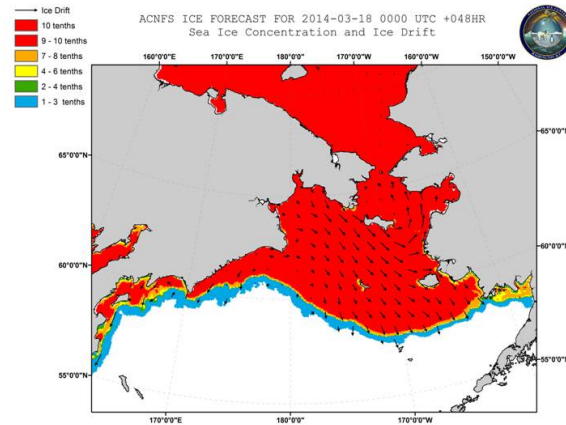 ACNFS ICE FORECAST FOR 2014-03-18 0000 UTC +048HR
Sea Ice Concentration and Ice Drift
Ice Drift
10 tenths
9 - 10 tenths
7 - 8 tenths
4 - 6 tenths
2 - 4 tenths
1 - 3 tenths
160°0'0"E
170°0'0"E
180°0'0"
170°0'0"W
160°0'0"W
150°0'0"W
65°0'0"N
65°0'0"N
60°0'0"N
60°0'0"N
55°0'0"N
55°0'0"N
170°0'0"E
180°0'0"
170°0'0"W